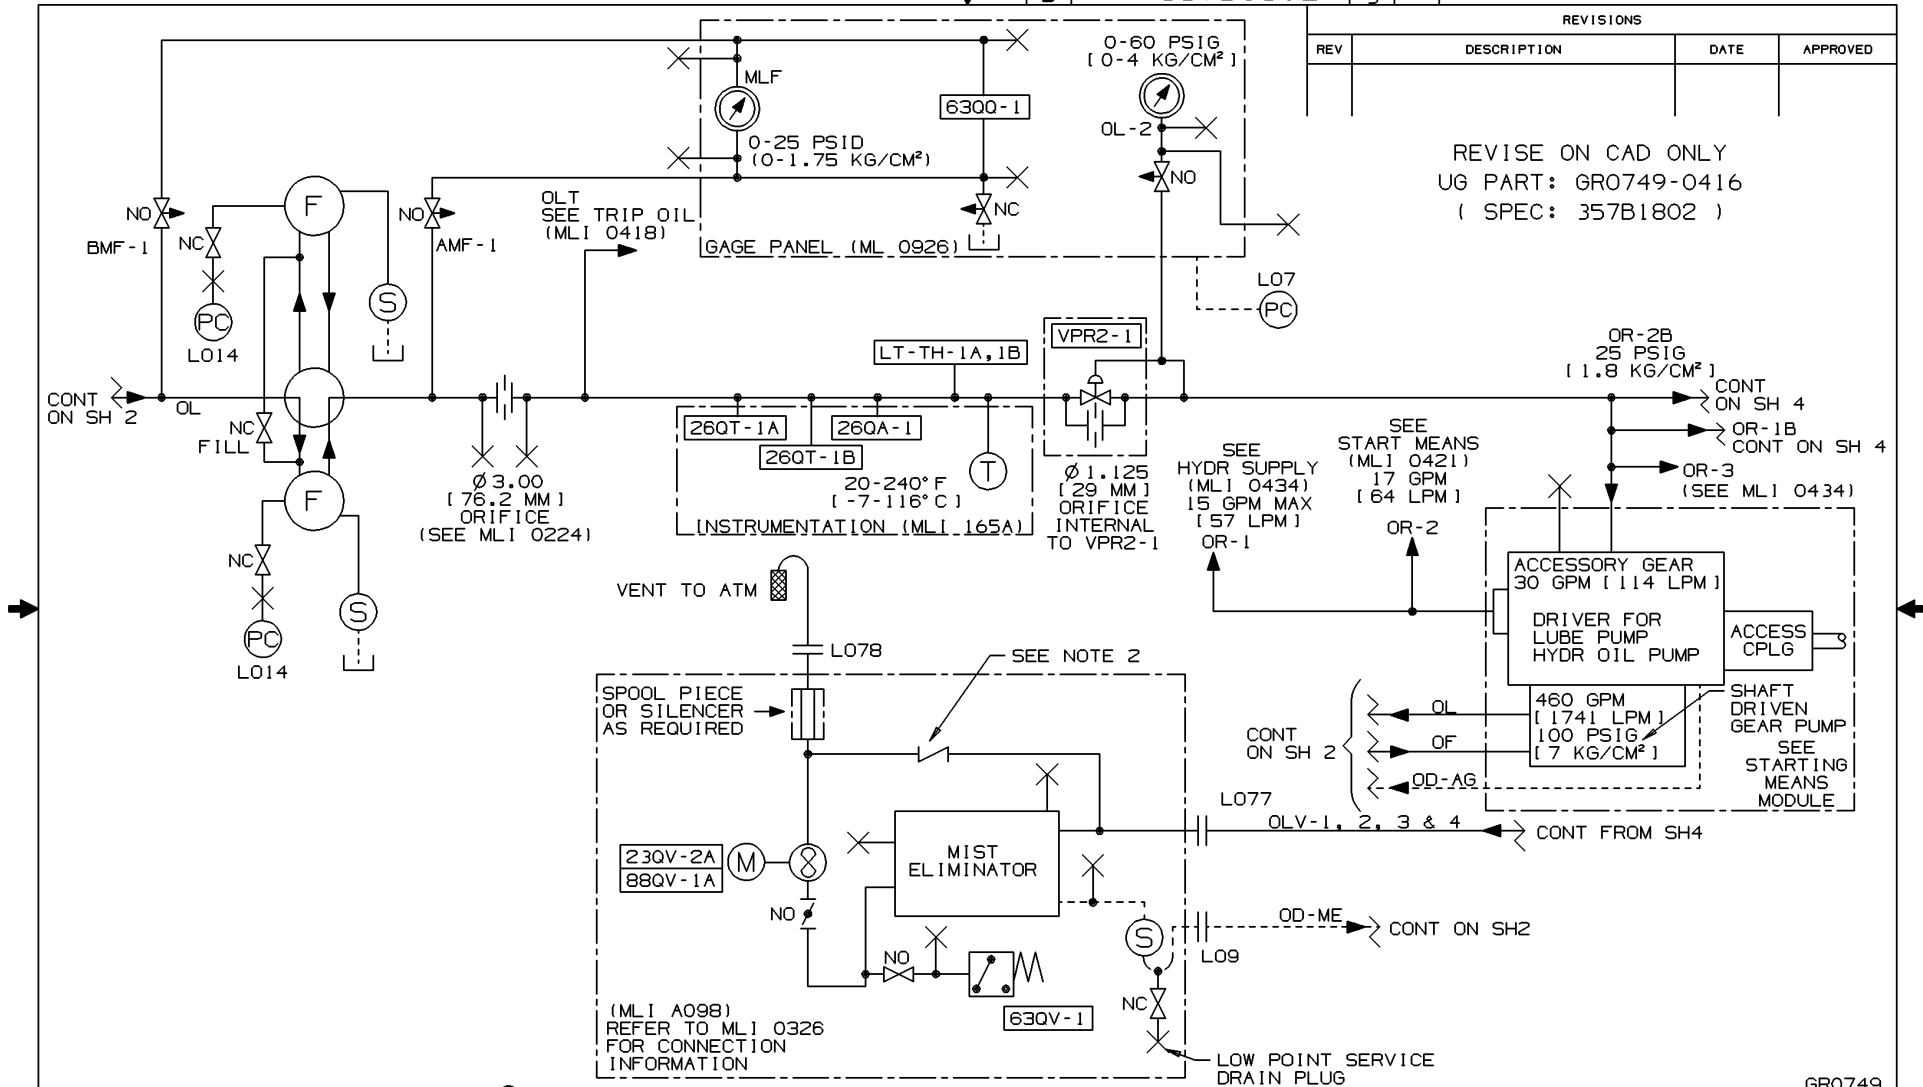 REVISIONS
REV DESCRIPTION DATE APPROVED
REVISE ON CAD ONLY
UG PART: GR0749-0416
( SPEC: 357B1802 )
MLF
0-25 PSID
(0-1.75 KG/CM²)
63QQ-1
0-60 PSIG
[ 0-4 KG/CM² ]
OL-2
NO
NC
GAGE PANEL (ML 0926)
L07
PC
NO
BMF-1
NC
PC
L014
F
S
NO
AMF-1
OLT
SEE TRIP OIL
(MLI 0418)
CONT
ON SH 2
OL
NC
FILL
F
NC
PC
L014
S
Ø3.00
[ 76.2 MM ]
ORIFICE
(SEE MLI 0224)
LT-TH-1A,1B
26QT-1A
26QT-1B
26QA-1
T
20-240°F
[ -7-116°C ]
INSTRUMENTATION (MLI 165A)
VPR2-1
Ø1.125
[ 29 MM ]
ORIFICE
INTERNAL
TO VPR2-1
SEE
HYDR SUPPLY
(MLI 0434)
15 GPM MAX
[ 57 LPM ]
OR-1
SEE
START MEANS
(MLI 0421)
17 GPM
[ 64 LPM ]
OR-2
OR-2B
25 PSIG
[ 1.8 KG/CM² ]
CONT
ON SH 4
OR-1B
CONT ON SH 4
OR-3
(SEE MLI 0434)
ACCESSORY GEAR
30 GPM [ 114 LPM ]
DRIVER FOR
LUBE PUMP
HYDR OIL PUMP
ACCESS
CPLG
460 GPM
[ 1741 LPM ]
100 PSIG
[ 7 KG/CM² ]
SHAFT
DRIVEN
GEAR PUMP
SEE
STARTING
MEANS
MODULE
CONT
ON SH 2
OL
OF
OD-AG
VENT TO ATM
L078
SEE NOTE 2
SPOOL PIECE
OR SILENCER
AS REQUIRED
L077
OLV-1, 2, 3 & 4
CONT FROM SH4
23QV-2A
88QV-1A
M
MIST
ELIMINATOR
NO
NO
63QV-1
S
OD-ME
CONT ON SH2
L09
NC
LOW POINT SERVICE
DRAIN PLUG
(MLI A098)
REFER TO MLI 0326
FOR CONNECTION
INFORMATION